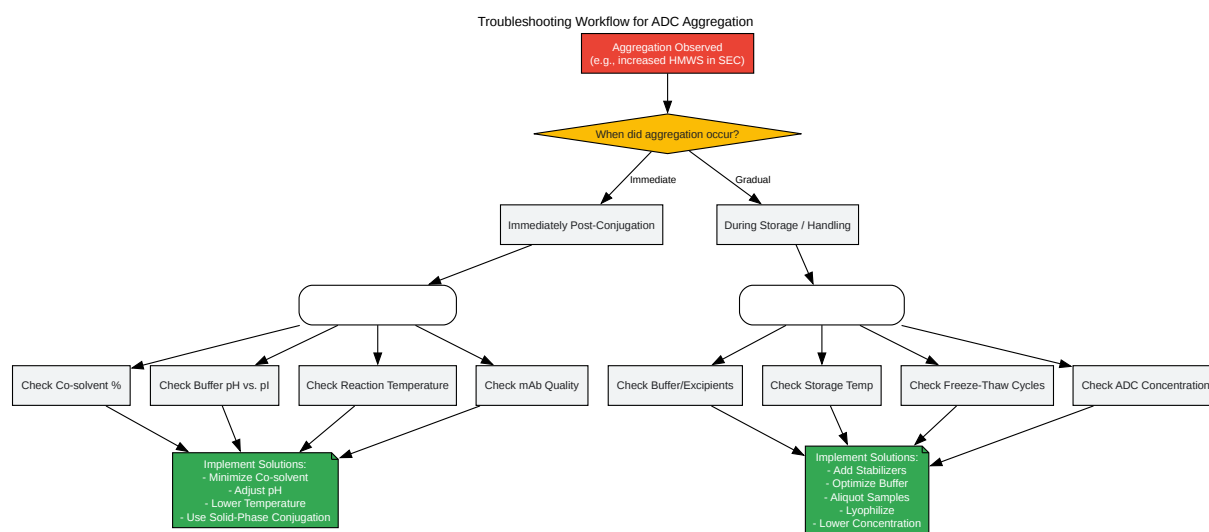 Troubleshooting Workflow for ADC Aggregation
Aggregation Observed
(e.g., increased HMWS in SEC)
When did aggregation occur?
Immediate
Gradual
Immediately Post-Conjugation
During Storage / Handling
Check Co-solvent %
Check Buffer pH vs. pI
Check Reaction Temperature
Check mAb Quality
Check Buffer/Excipients
Check Storage Temp
Check Freeze-Thaw Cycles
Check ADC Concentration
Implement Solutions:
- Minimize Co-solvent
- Adjust pH
- Lower Temperature
- Use Solid-Phase Conjugation
Implement Solutions:
- Add Stabilizers
- Optimize Buffer
- Aliquot Samples
- Lyophilize
- Lower Concentration